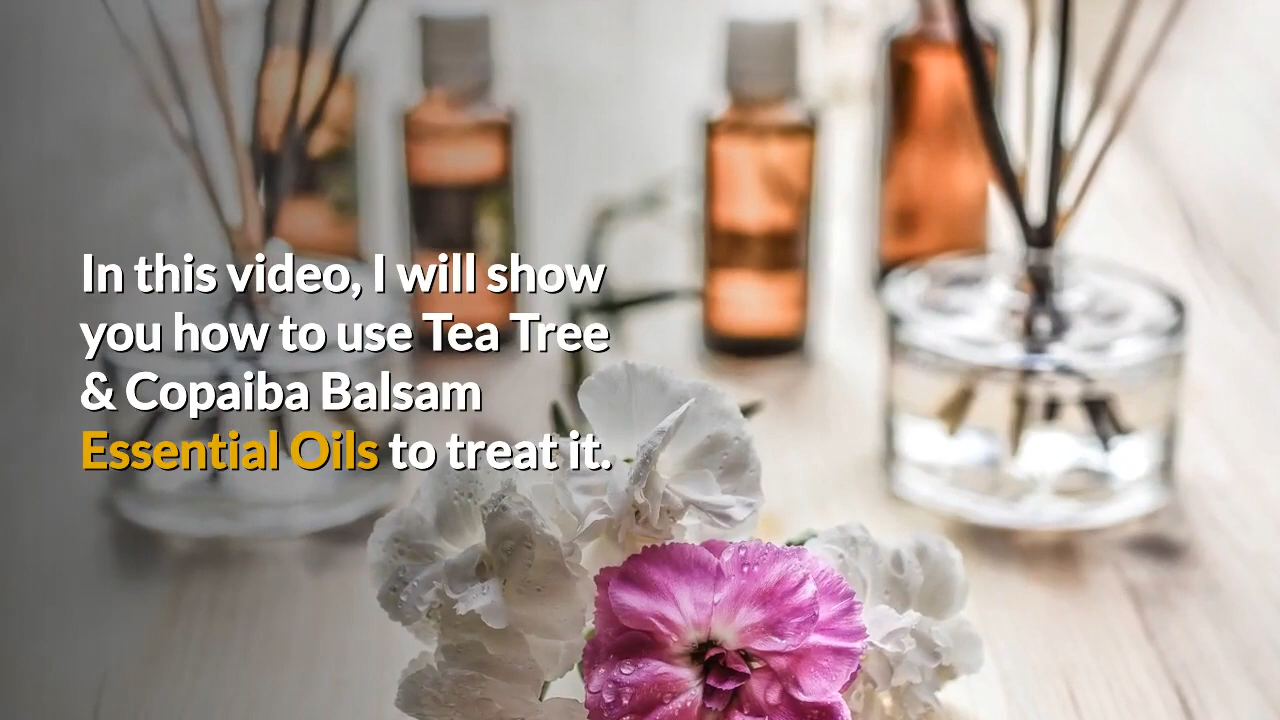 In this video, I will show
you how to use Tea Tree
& Copaiba Balsam
Essential Oils to treat it.